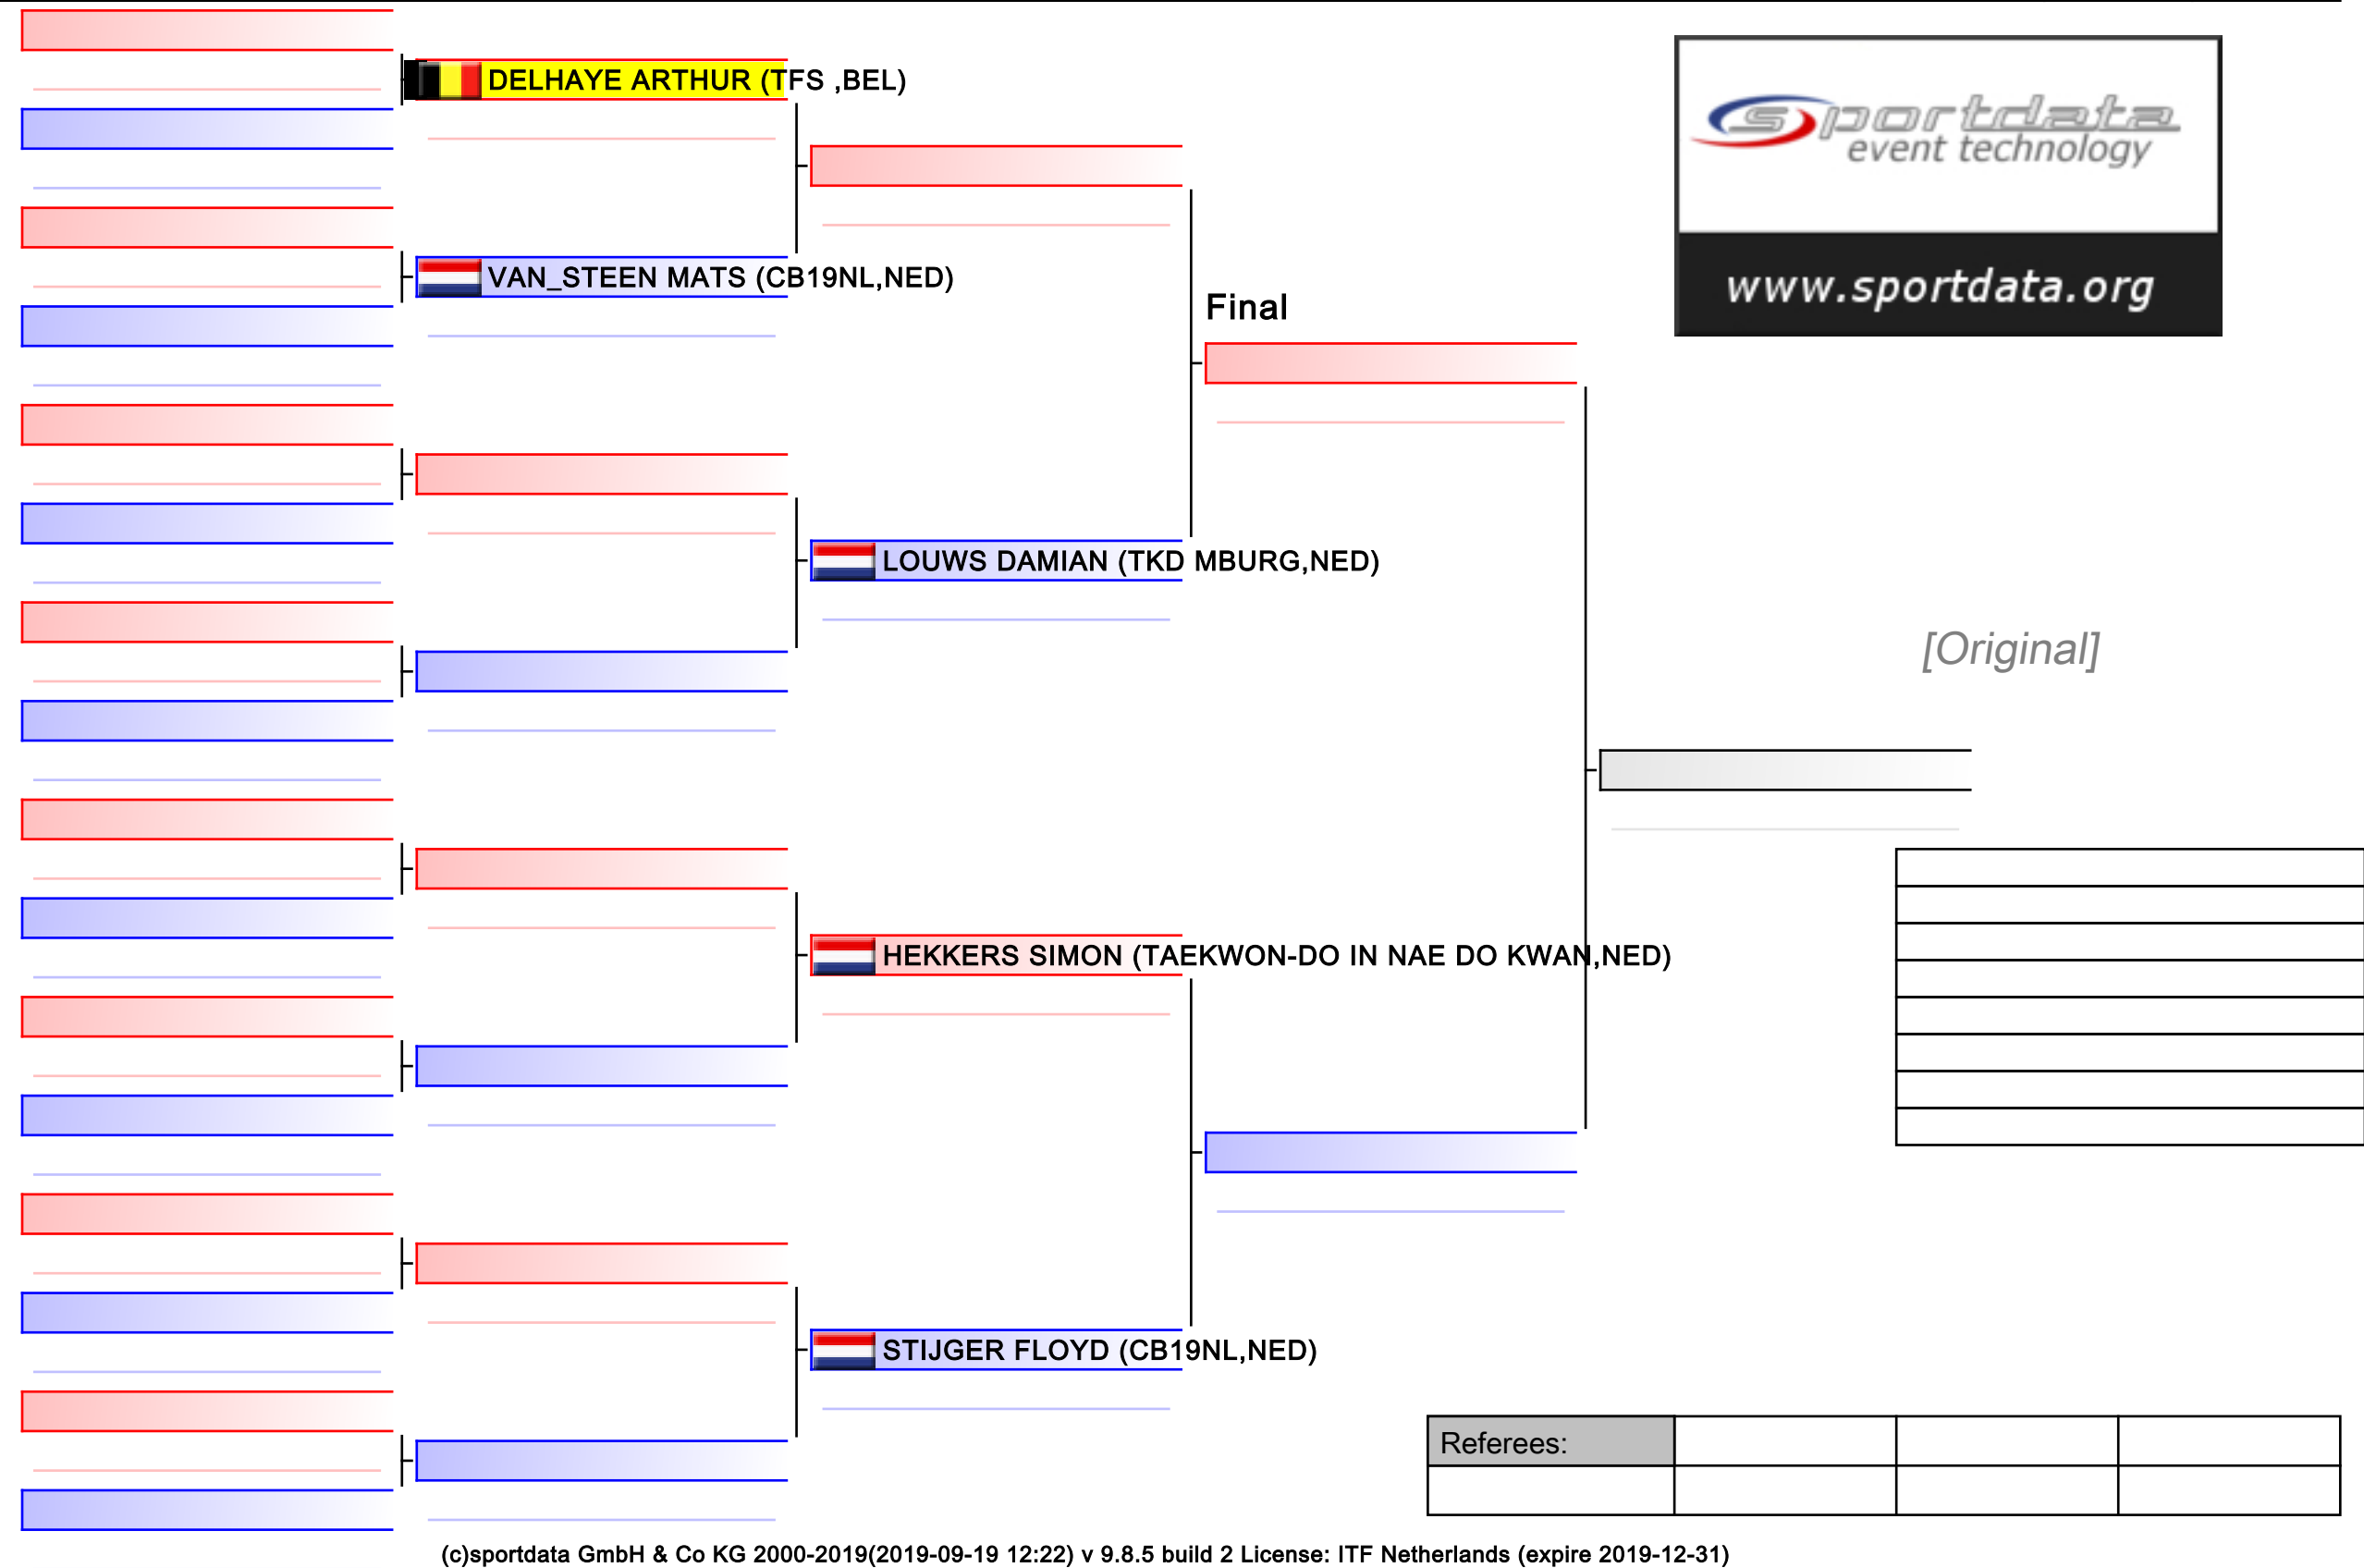 DELHAYE ARTHUR (TFS ,BEL)
sportdata
event technology
VAN_STEEN MATS (CB19NL,NED)
www.sportdata.org
Final
LOUWS DAMIAN (TKD MBURG,NED)
[Original]
HEKKERS SIMON (TAEKWON-DO IN NAE DO KWAN,NED)
STIJGER FLOYD (CB19NL,NED)
Referees:
(c)sportdata GmbH & Co KG 2000-2019(2019-09-19 12:22) v 9.8.5 build 2 License: ITF Netherlands (expire 2019-12-31)